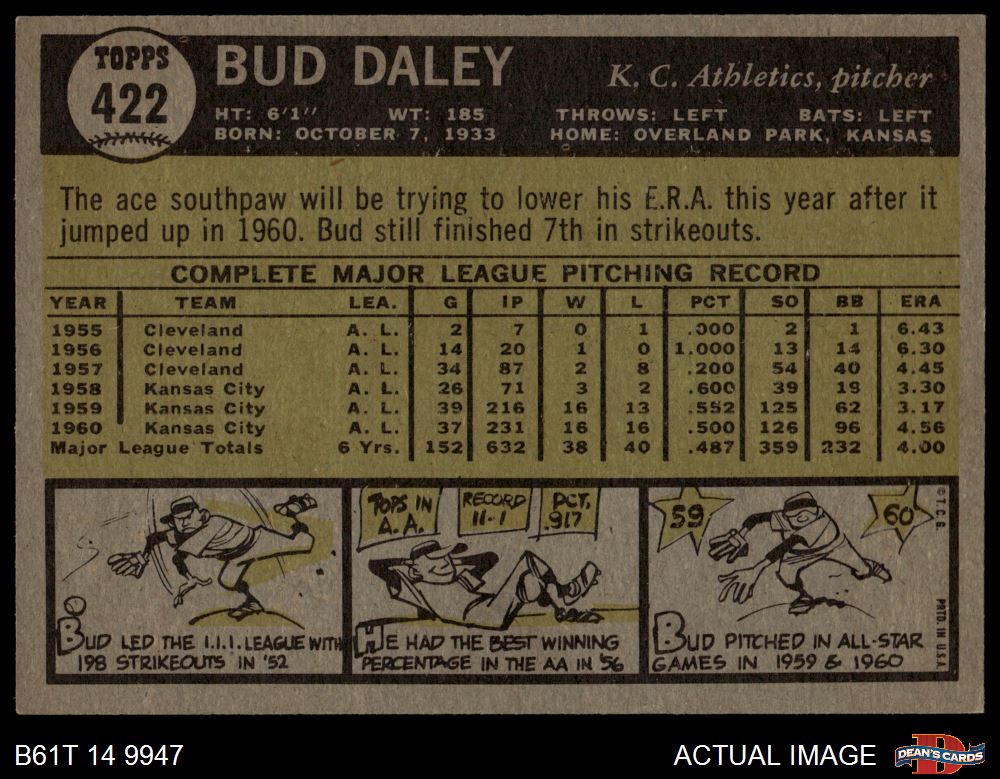 TOPPS
422
BUD DALEY
K. C. Athletics, pitcher
HT: 6'1" WT: 185 THROWS: LEFT BATS: LEFT
BORN: OCTOBER 7, 1933 HOME: OVERLAND PARK, KANSAS
The ace southpaw will be trying to lower his E.R.A. this year after it
jumped up in 1960. Bud still finished 7th in strikeouts.
COMPLETE MAJOR LEAGUE PITCHING RECORD
YEAR TEAM LEA. G IP W L PCT SO BB ERA
1955 Cleveland A. L. 2 7 0 1 .000 2 1 6.43
1956 Cleveland A. L. 14 20 1 0 1.000 13 14 6.30
1957 Cleveland A. L. 34 87 2 8 .200 54 40 4.45
1958 Kansas City A. L. 26 71 3 2 .600 39 19 3.30
1959 Kansas City A. L. 39 216 16 13 .552 125 62 3.17
1960 Kansas City A. L. 37 231 16 16 .500 126 96 4.56
Major League Totals 6 Yrs. 152 632 38 40 .487 359 232 4.00
BUD LED THE I.I.I. LEAGUE WITH
198 STRIKEOUTS IN '52
TOPS IN
A.A.
RECORD
11-1
PCT.
.917
HE HAD THE BEST WINNING
PERCENTAGE IN THE AA IN '56
59
60
BUD PITCHED IN ALL-STAR
GAMES IN 1959 & 1960
© T.C.G.
PRTD. IN U.S.A.
B61T 14 9947
ACTUAL IMAGE
DEAN'S CARDS